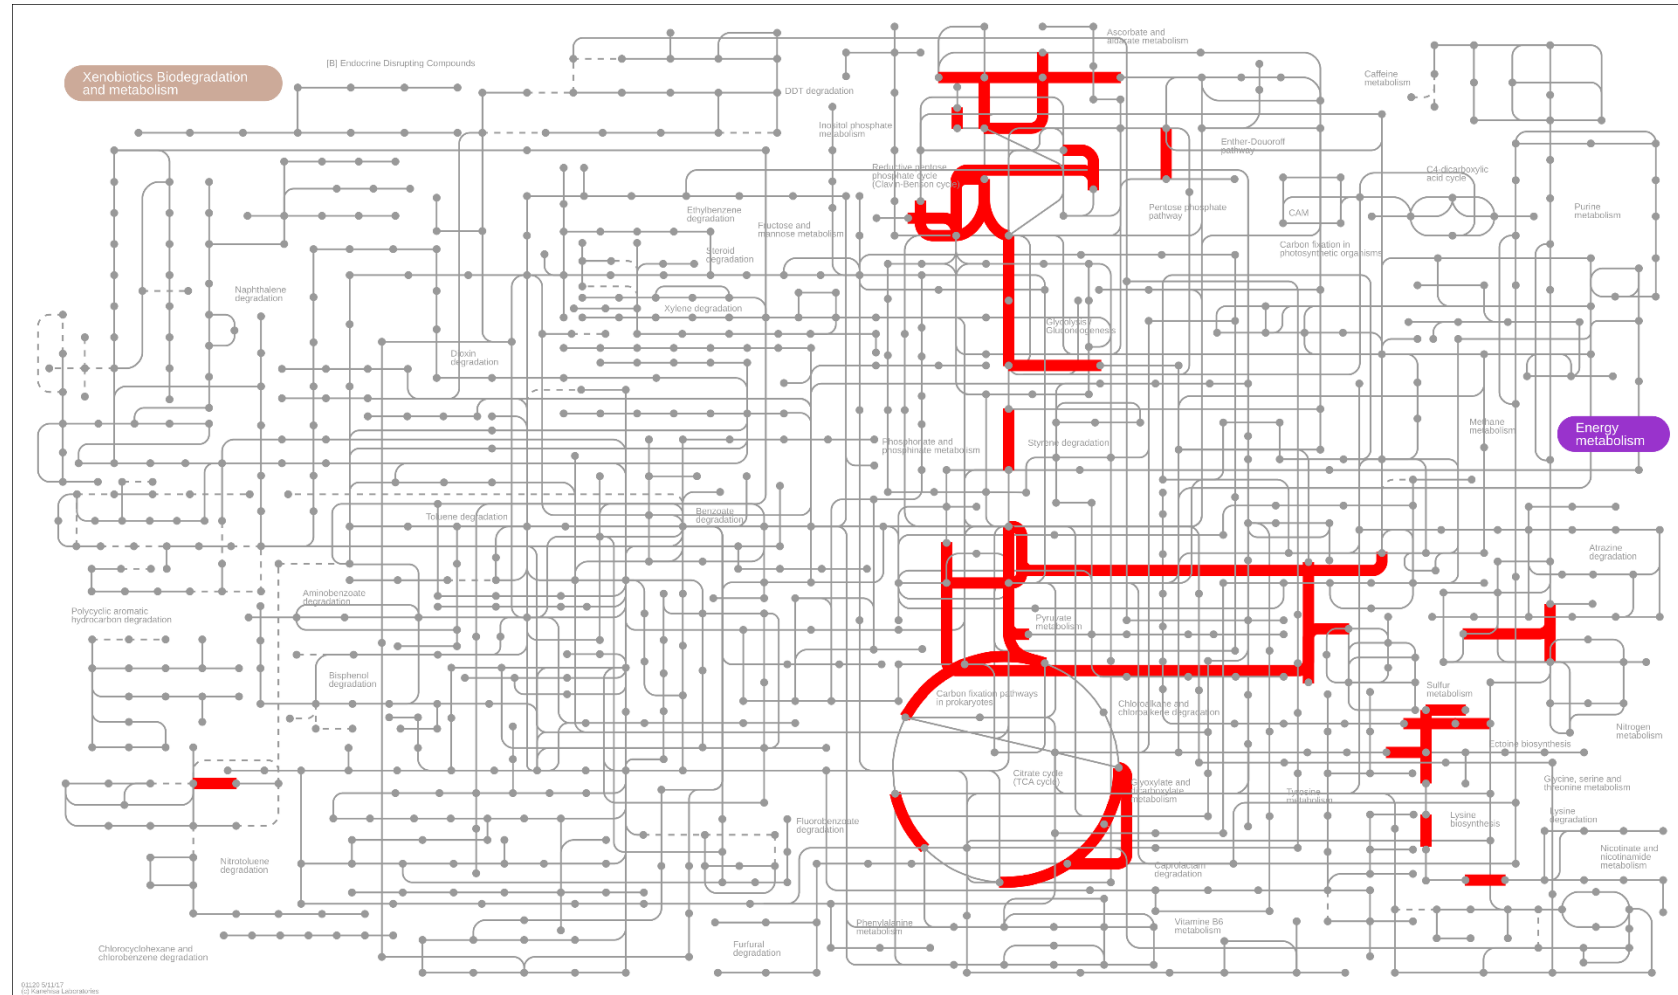 Xenobiotics Biodegradation
and metabolism
[B] Endocrine Disrupting Compounds
DDT degradation
Ascorbate and
aldarate metabolism
Caffeine
metabolism
Inositol phosphate
metabolism
Enther-Douoroff
pathway
Reductive pentose
phosphate cycle
(Clavin-Benson cycle)
C4-dicarboxylic
acid cycle
Ethylbenzene
degradation
Fructose and
mannose metabolism
Pentose phosphate
pathway
CAM
Purine
metabolism
Steroid
degradation
Carbon fixation in
photosynthetic organisms
Naphthalene
degradation
Xylene degradation
Glycolysis /
Gluconeogenesis
Dioxin
degradation
Energy
metabolism
Methane
metabolism
Phosphonate and
phosphinate metabolism
Styrene degradation
Toluene degradation
Benzoate
degradation
Atrazine
degradation
Aminobenzoate
degradation
Polycyclic aromatic
hydrocarbon degradation
Pyruvate
metabolism
Bisphenol
degradation
Carbon fixation pathways
in prokaryotes
Chloroalkane and
chloroalkene degradation
Sulfur
metabolism
Nitrogen
metabolism
Ectoine biosynthesis
Citrate cycle
(TCA cycle)
Glyoxylate and
dicarboxylate
metabolism
Glycine, serine and
threonine metabolism
Tyrosine
metabolism
Lysine
biosynthesis
Lysine
degradation
Fluorobenzoate
degradation
Nitrotoluene
degradation
Caprolactam
degradation
Nicotinate and
nicotinamide
metabolism
Phenylalanine
metabolism
Vitamine B6
metabolism
Furfural
degradation
Chlorocyclohexane and
chlorobenzene degradation
01120 5/11/17
(c) Kanehisa Laboratories